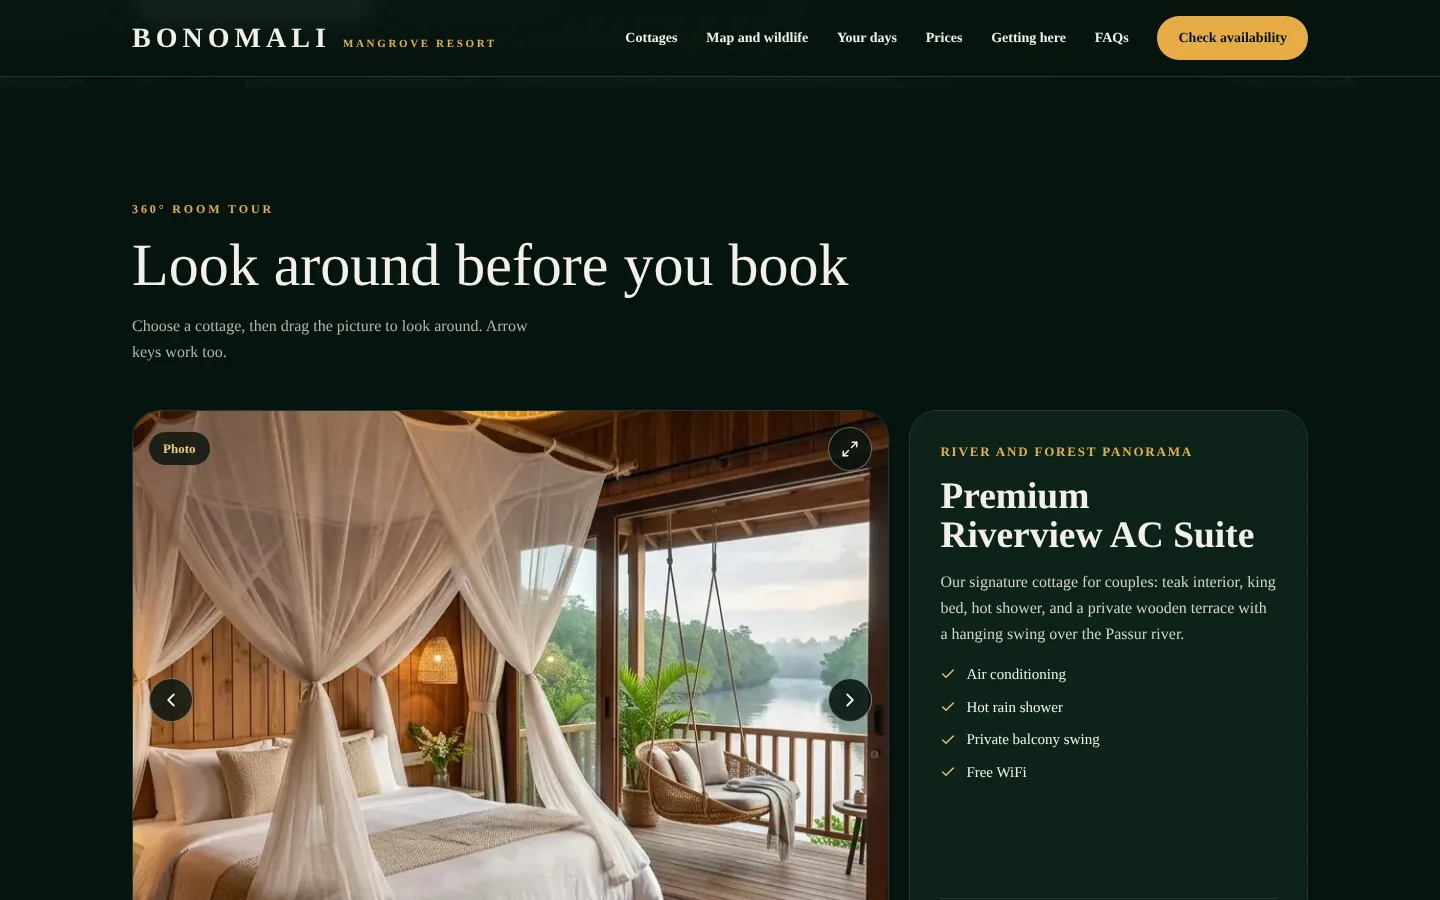 BONOMALI MANGROVE RESORT
Cottages Map and wildlife Your days Prices Getting here FAQs Check availability
360° ROOM TOUR
Look around before you book
Choose a cottage, then drag the picture to look around. Arrow
keys work too.
Photo
RIVER AND FOREST PANORAMA
Premium
Riverview AC Suite
Our signature cottage for couples: teak interior, king
bed, hot shower, and a private wooden terrace with
a hanging swing over the Passur river.
Air conditioning
Hot rain shower
Private balcony swing
Free WiFi